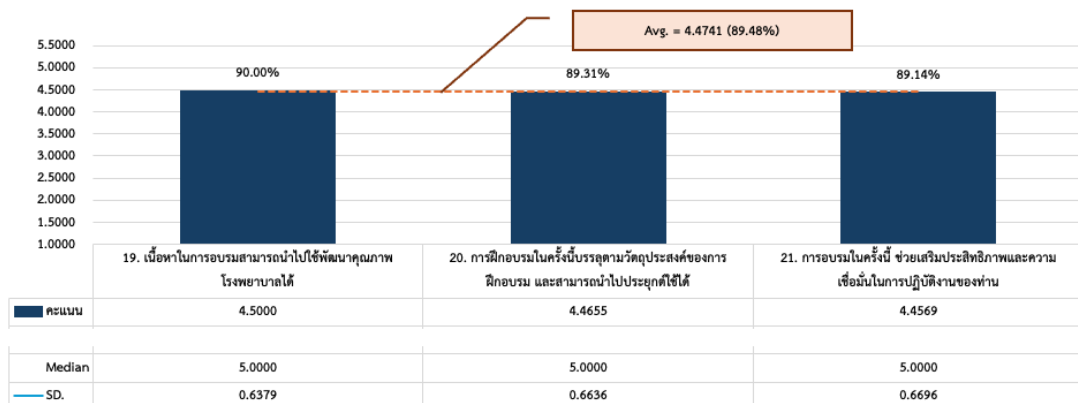 Avg. = 4.4741 (89.48%)
5.5000
5.0000
4.5000
4.0000
3.5000
3.0000
2.5000
2.0000
1.5000
1.0000
90.00%
89.31%
89.14%
19. เนื้อหาในการอบรมสามารถนำไปใช้พัฒนาคุณภาพ
โรงพยาบาลได้
20. การฝึกอบรมในครั้งนี้บรรลุตามวัตถุประสงค์ของการ
ฝึกอบรม และสามารถนำไปประยุกต์ใช้ได้
21. การอบรมในครั้งนี้ ช่วยเสริมประสิทธิภาพและความ
เชื่อมั่นในการปฏิบัติงานของท่าน
คะแนน 4.5000 4.4655 4.4569
Median 5.0000 5.0000 5.0000
SD. 0.6379 0.6636 0.6696